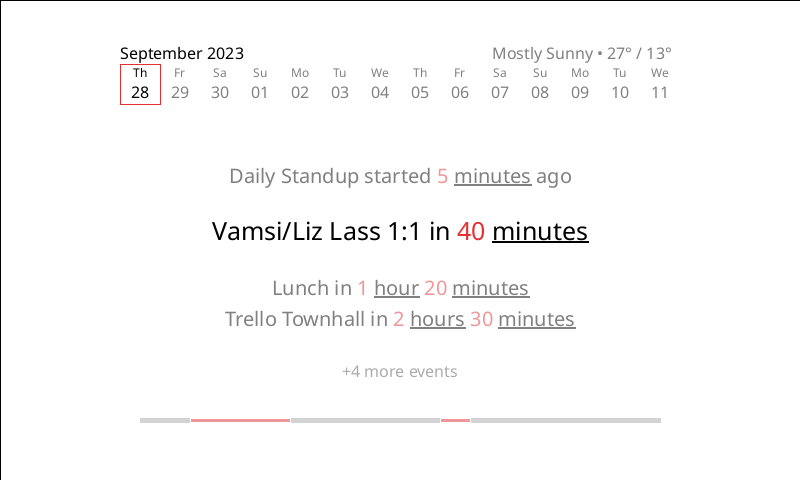 September 2023 Mostly Sunny • 27° / 13°
Th Fr Sa Su Mo Tu We Th Fr Sa Su Mo Tu We
28 29 30 01 02 03 04 05 06 07 08 09 10 11
Daily Standup started 5 minutes ago
Vamsi/Liz Lass 1:1 in 40 minutes
Lunch in 1 hour 20 minutes
Trello Townhall in 2 hours 30 minutes
+4 more events